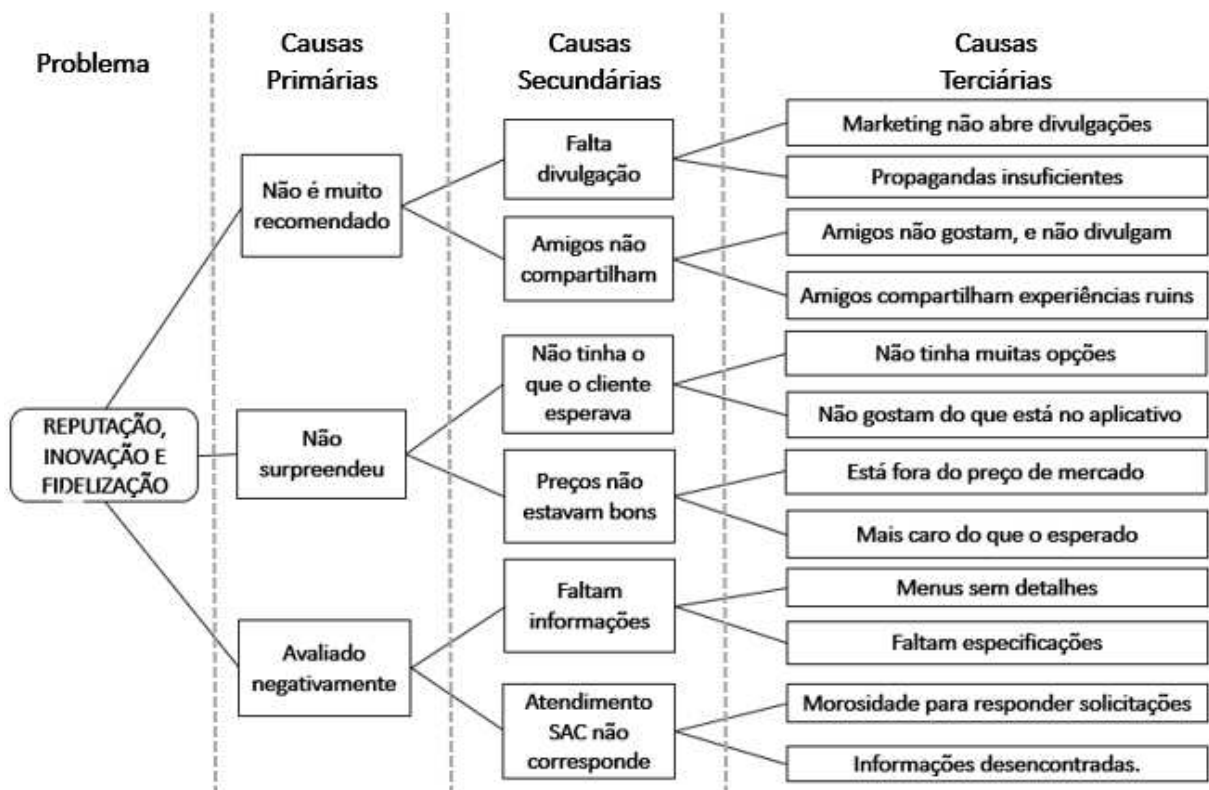 Problema
Causas
Primárias
Causas
Secundárias
Causas
Terciárias
REPUTAÇÃO,
INOVAÇÃO E
FIDELIZAÇÃO
Não é muito
recomendado
Falta
divulgação
Marketing não abre divulgações
Propagandas insuficientes
Amigos não
compartilham
Amigos não gostam, e não divulgam
Amigos compartilham experiências ruins
Não
surpreendeu
Não tinha o
que o cliente
esperava
Não tinha muitas opções
Não gostam do que está no aplicativo
Preços não
estavam bons
Está fora do preço de mercado
Mais caro do que o esperado
Avaliado
negativamente
Faltam
informações
Menus sem detalhes
Faltam especificações
Atendimento
SAC não
corresponde
Morosidade para responder solicitações
Informações desencontradas.